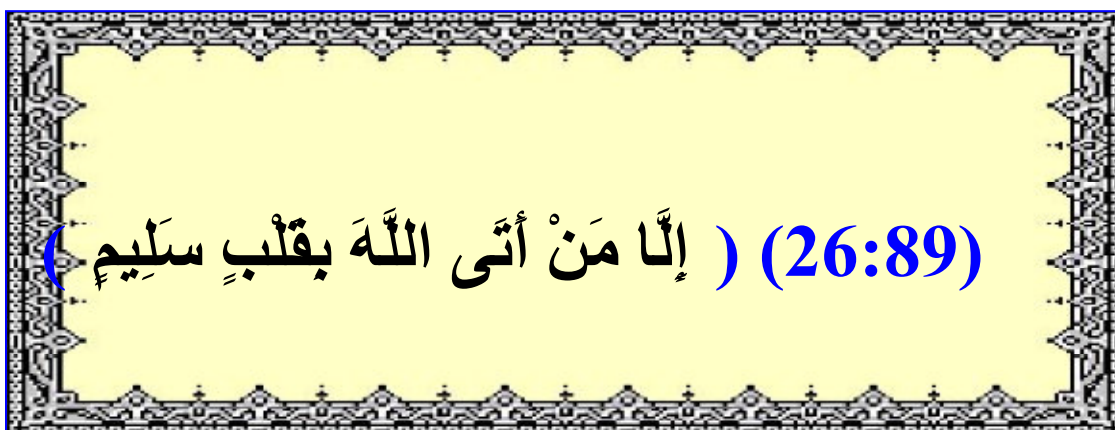 (26:89) ( إِلَّا مَنْ أَتَى اللَّهَ بِقَلْبٍ سَلِيمٍ )